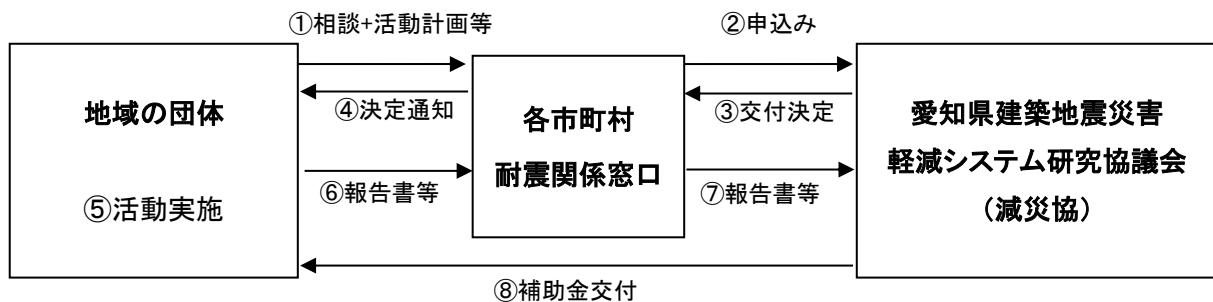 ①相談+活動計画等
②申込み
地域の団体
④決定通知
各市町村
耐震関係窓口
③交付決定
愛知県建築地震災害
軽減システム研究協議会
（減災協）
⑤活動実施
⑥報告書等
⑦報告書等
⑧補助金交付